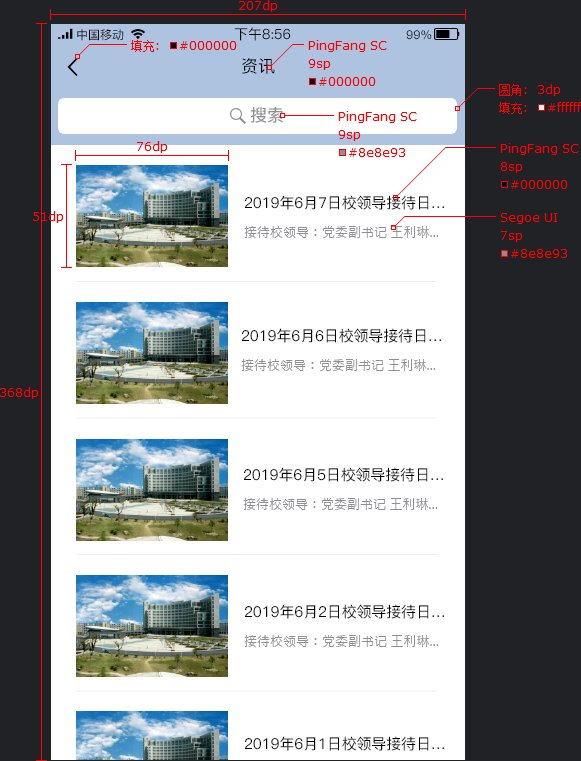 207dp
中国移动
下午8:56
99%
填充： #000000
PingFang SC
9sp
#000000
资讯
圆角： 3dp
填充： #ffffff
搜索
PingFang SC
9sp
#8e8e93
76dp
PingFang SC
8sp
#000000
51dp
2019年6月7日校领导接待日...
Segoe UI
7sp
#8e8e93
接待校领导：党委副书记 王利琳...
2019年6月6日校领导接待日...
接待校领导：党委副书记 王利琳...
368dp
2019年6月5日校领导接待日...
接待校领导：党委副书记 王利琳...
2019年6月2日校领导接待日...
接待校领导：党委副书记 王利琳...
2019年6月1日校领导接待日...